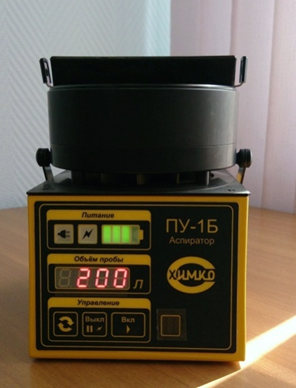 Питание
Объём пробы
200 л
Управление
Выкл
Вкл
ПУ-1Б
Аспиратор
ХИМКО